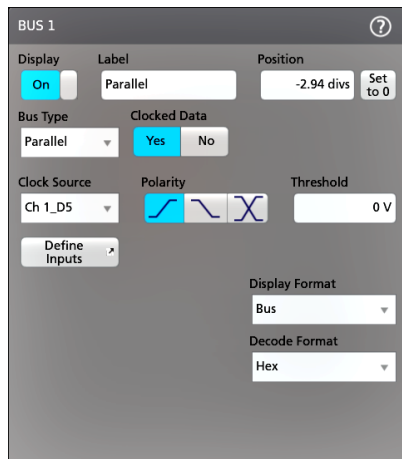 BUS 1
?
Display Label Position
On Parallel -2.94 divs Set
to 0
Bus Type Clocked Data
Parallel Yes No
Clock Source Polarity Threshold
Ch 1_D5 0 V
Define
Inputs
Display Format
Bus
Decode Format
Hex